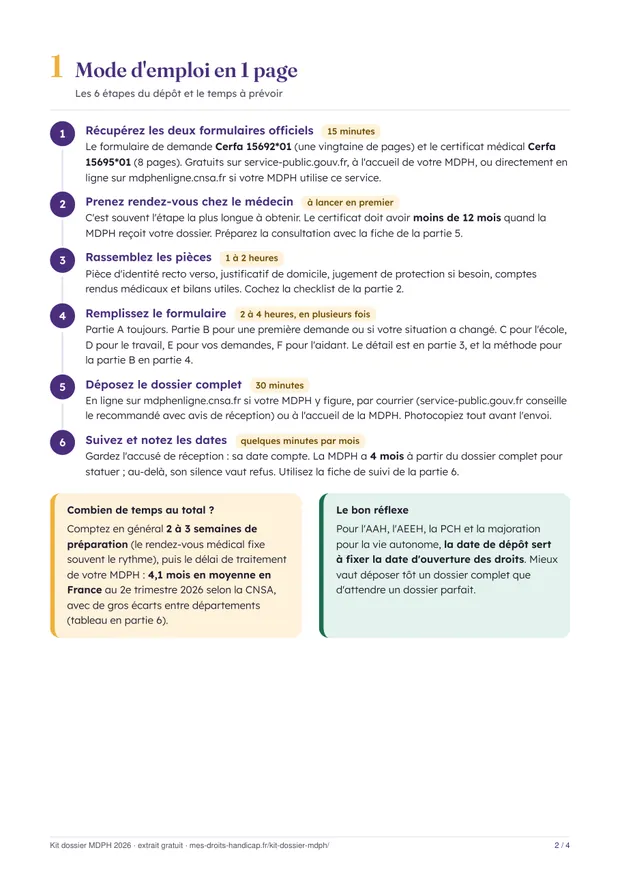 1 Mode d'emploi en 1 page
Les 6 étapes du dépôt et le temps à prévoir
1 Récupérez les deux formulaires officiels 15 minutes
Le formulaire de demande Cerfa 15692*01 (une vingtaine de pages) et le certificat médical Cerfa
15695*01 (8 pages). Gratuits sur service-public.gouv.fr, à l'accueil de votre MDPH, ou directement en
ligne sur mdphenligne.cnsa.fr si votre MDPH utilise ce service.
2 Prenez rendez-vous chez le médecin à lancer en premier
C'est souvent l'étape la plus longue à obtenir. Le certificat doit avoir moins de 12 mois quand la
MDPH reçoit votre dossier. Préparez la consultation avec la fiche de la partie 5.
3 Rassemblez les pièces 1 à 2 heures
Pièce d'identité recto verso, justificatif de domicile, jugement de protection si besoin, comptes
rendus médicaux et bilans utiles. Cochez la checklist de la partie 2.
4 Remplissez le formulaire 2 à 4 heures, en plusieurs fois
Partie A toujours. Partie B pour une première demande ou si votre situation a changé. C pour l'école,
D pour le travail, E pour vos demandes, F pour l'aidant. Le détail est en partie 3, et la méthode pour
la partie B en partie 4.
5 Déposez le dossier complet 30 minutes
En ligne sur mdphenligne.cnsa.fr si votre MDPH y figure, par courrier (service-public.gouv.fr conseille
le recommandé avec avis de réception) ou à l'accueil de la MDPH. Photocopiez tout avant l'envoi.
6 Suivez et notez les dates quelques minutes par mois
Gardez l'accusé de réception : sa date compte. La MDPH a 4 mois à partir du dossier complet pour
statuer ; au-delà, son silence vaut refus. Utilisez la fiche de suivi de la partie 6.
Combien de temps au total ?
Comptez en général 2 à 3 semaines de
préparation (le rendez-vous médical fixe
souvent le rythme), puis le délai de traitement
de votre MDPH : 4,1 mois en moyenne en
France au 2e trimestre 2026 selon la CNSA,
avec de gros écarts entre départements
(tableau en partie 6).
Le bon réflexe
Pour l'AAH, l'AEEH, la PCH et la majoration
pour la vie autonome, la date de dépôt sert
à fixer la date d'ouverture des droits. Mieux
vaut déposer tôt un dossier complet que
d'attendre un dossier parfait.
Kit dossier MDPH 2026 · extrait gratuit · mes-droits-handicap.fr/kit-dossier-mdph/
2 / 4